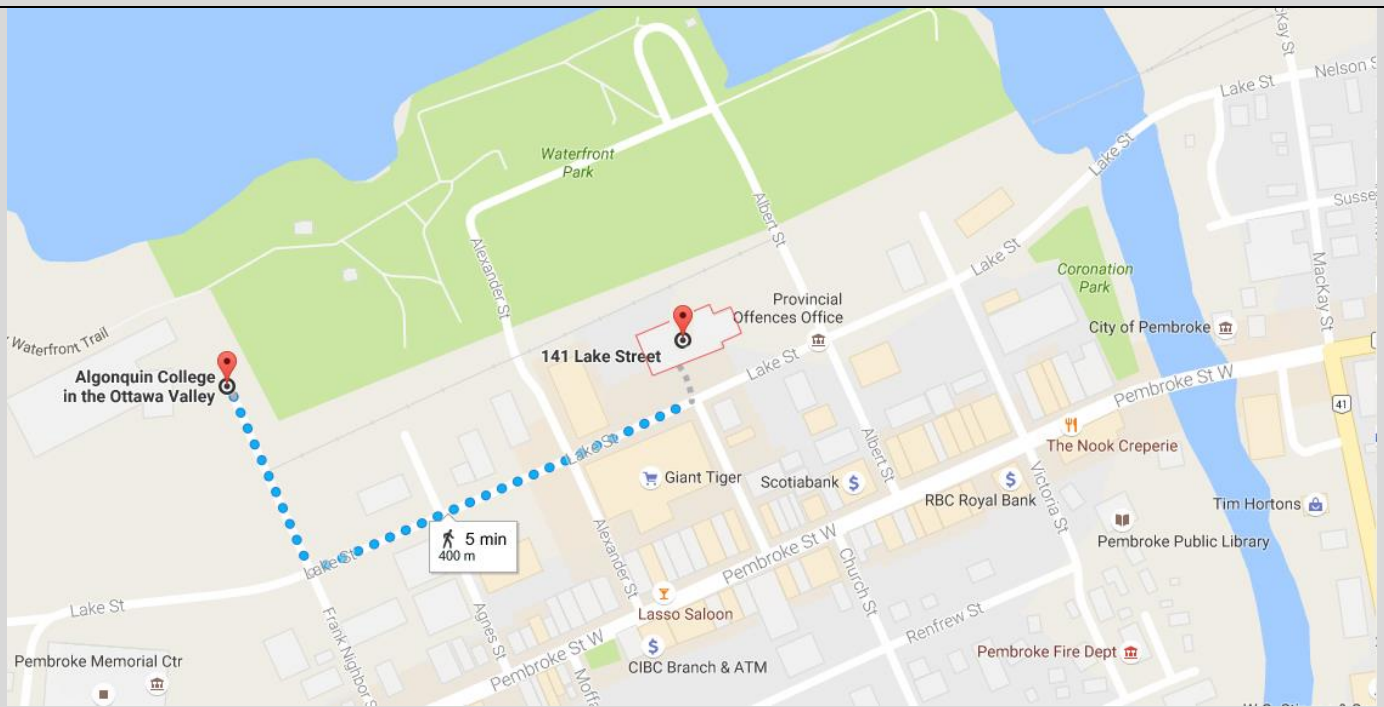 MacKay St
Nelson S
Lake St
Lake St
Waterfront
Park
Susse
Albert St
Alexander St
Lake St
Coronation
Park
MacKay St
Provincial
Offences Office
City of Pembroke
Waterfront Trail
141 Lake Street
Lake St
Algonquin College
in the Ottawa Valley
Pembroke St W
41
The Nook Creperie
Lake St
Giant Tiger
Scotiabank
Albert St
RBC Royal Bank
Victoria St
Tim Hortons
5 min
400 m
Pembroke Public Library
Alexander St
Pembroke St W
Lake St
Lake St
Church St
Lasso Saloon
Renfrew St
Agnes St
Frank Nighbor S
Pembroke Memorial Ctr
Pembroke St W
CIBC Branch & ATM
Pembroke Fire Dept
Moffa